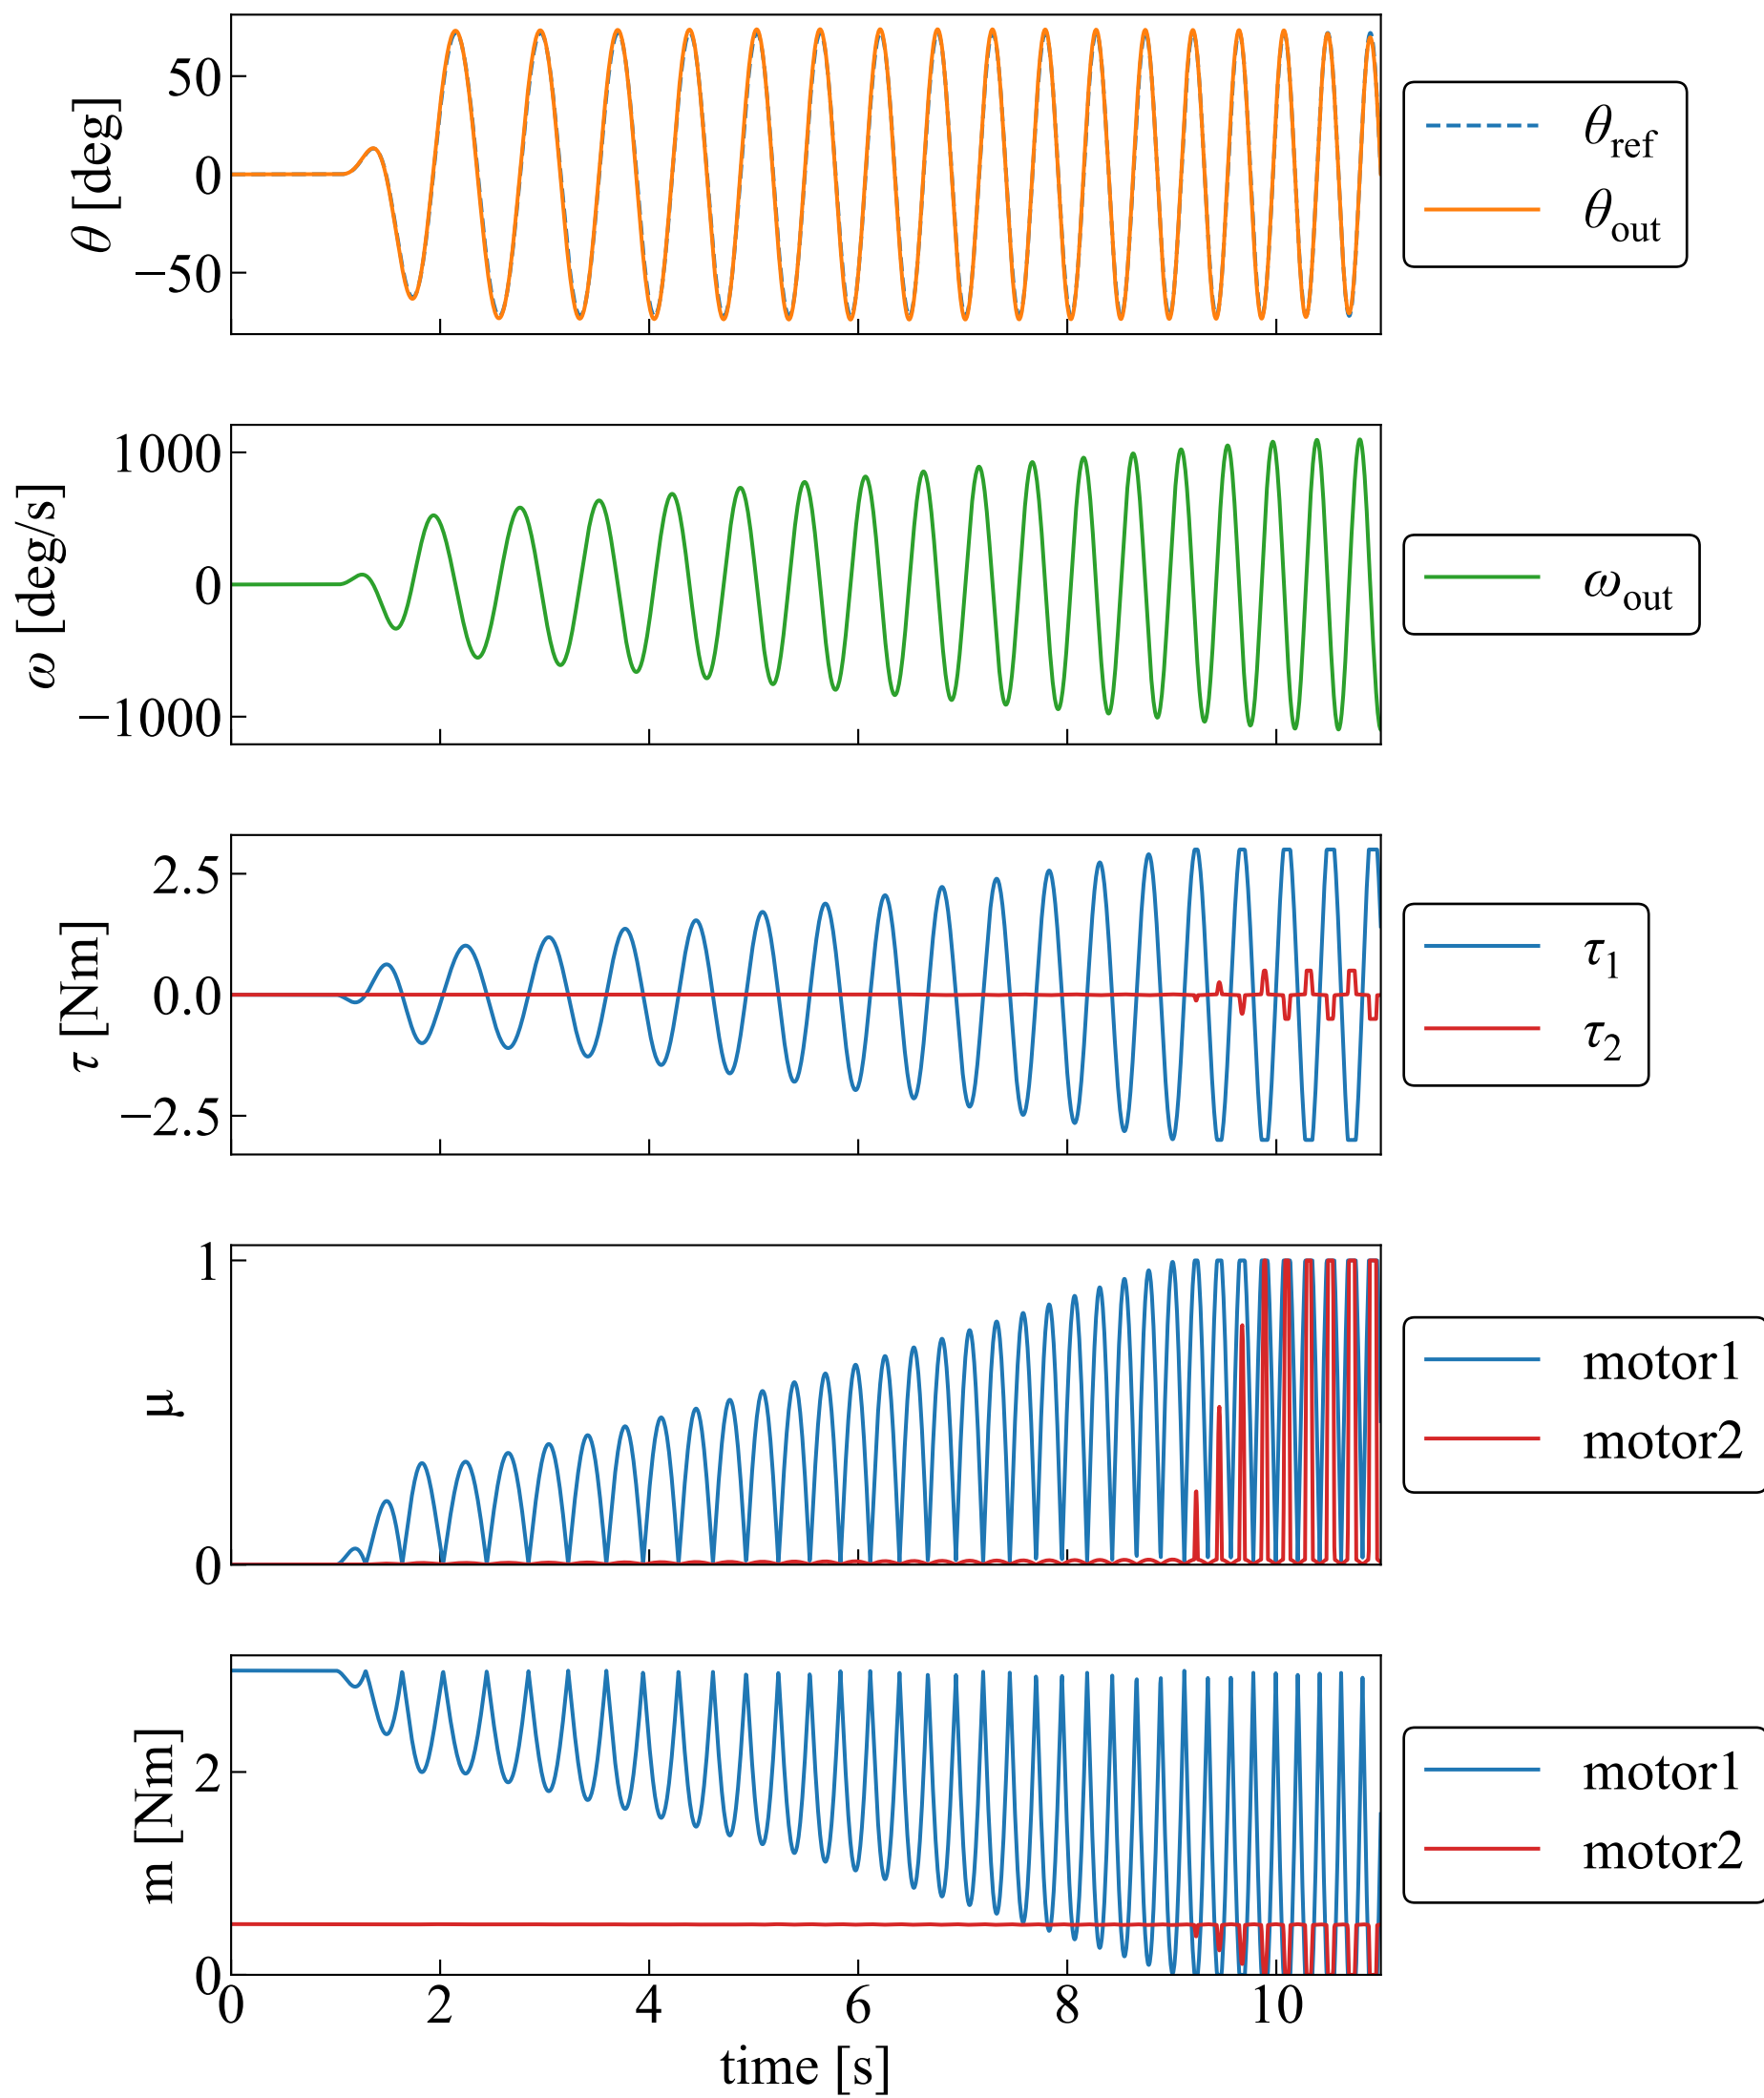 θ [deg]
50
0
−50
θref
θout
ω [deg/s]
1000
0
−1000
ωout
τ [Nm]
2.5
0.0
−2.5
τ1
τ2
μ
1
0
motor1
motor2
m [Nm]
2
0
motor1
motor2
0 2 4 6 8 10
time [s]